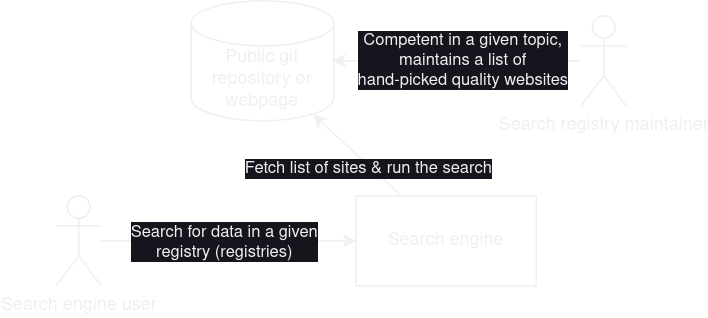 Public git
repository or
webpage
Competent in a given topic,
maintains a list of
hand-picked quality websites
Search registry maintainer
Fetch list of sites & run the search
Search for data in a given
registry (registries)
Search engine
Search engine user